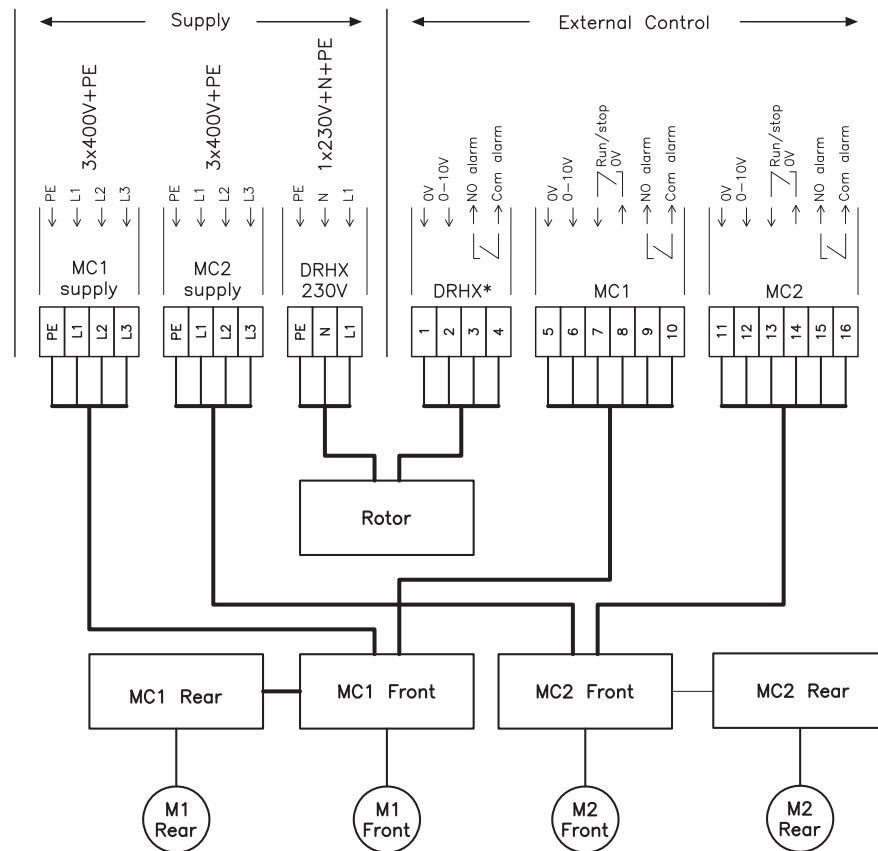 Supply
External Control
3x400V+PE
3x400V+PE
1x230V+N+PE
PE
L1
L2
L3
PE
L1
L2
L3
PE
N
L1
0V
0-10V
NO alarm
Com alarm
0V
0-10V
Run/stop
0V
NO alarm
Com alarm
0V
0-10V
Run/stop
0V
NO alarm
Com alarm
MC1
supply
MC2
supply
DRHX
230V
DRHX*
MC1
MC2
PE
L1
L2
L3
PE
L1
L2
L3
PE
N
L1
1
2
3
4
5
6
7
8
9
10
11
12
13
14
15
16
Rotor
MC1 Rear
MC1 Front
MC2 Front
MC2 Rear
M1
Rear
M1
Front
M2
Front
M2
Rear